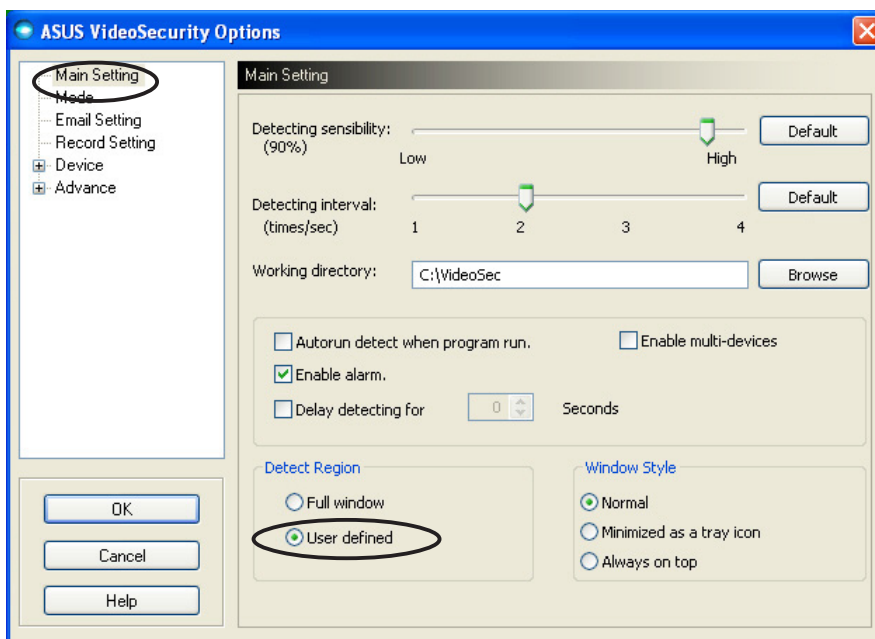 ASUS VideoSecurity Options
Main Setting
Mode
Email Setting
Record Setting
Device
Advance
OK
Cancel
Help
Main Setting
Detecting sensibility:
(90%)
Low High
Default
Detecting interval:
(times/sec)
1 2 3 4
Default
Working directory:
C:\VideoSec
Browse
Autorun detect when program run.
Enable multi-devices
Enable alarm.
Delay detecting for 0 Seconds
Detect Region
Full window
User defined
Window Style
Normal
Minimized as a tray icon
Always on top